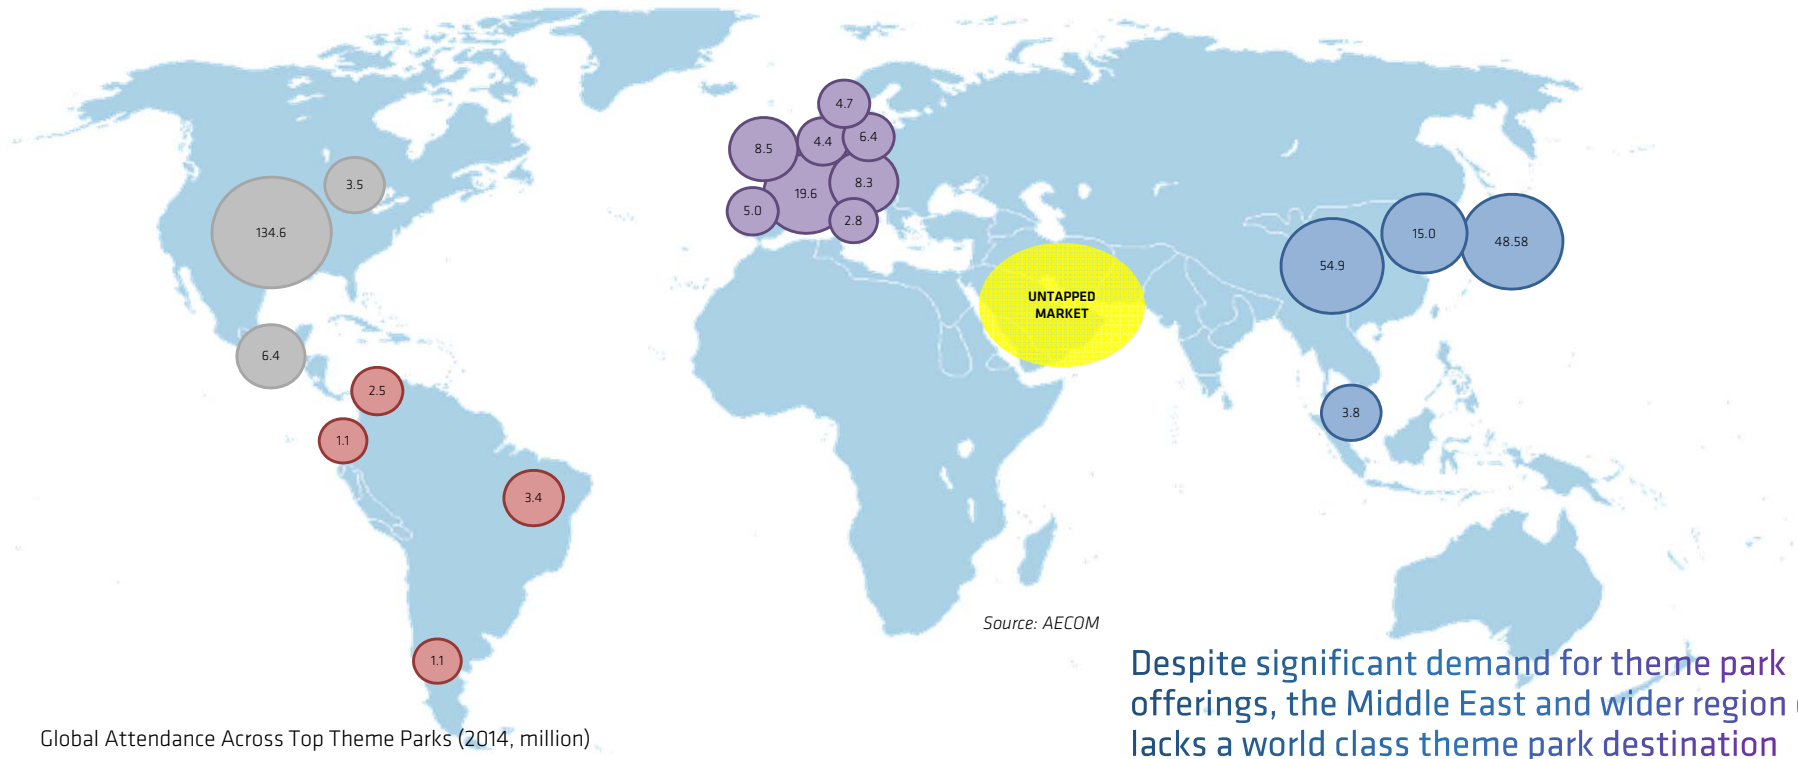 4.7
4.4
6.4
8.5
3.5
8.3
19.6
5.0
2.8
134.6
15.0
48.58
54.9
UNTAPPED
MARKET
6.4
2.5
3.8
1.1
3.4
Source: AECOM
1.1
Despite significant demand for theme park
offerings, the Middle East and wider region
lacks a world class theme park destination
Global Attendance Across Top Theme Parks (2014, million)